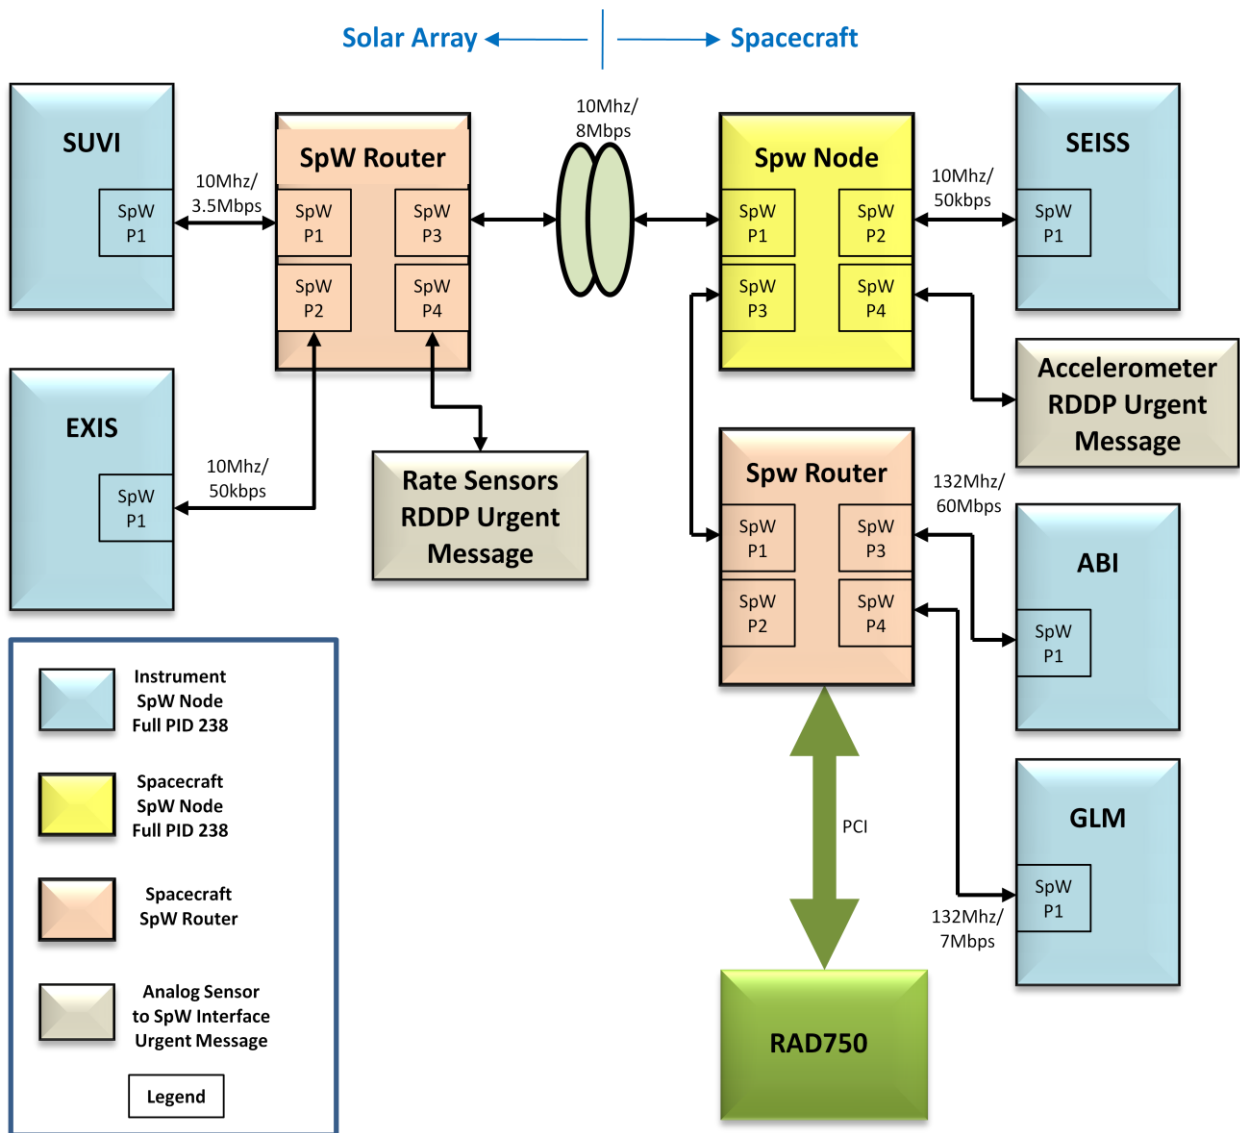 Solar Array
Spacecraft
SUVI
SpW
P1
10Mhz/
3.5Mbps
SpW Router
SpW
P1
SpW
P3
SpW
P2
SpW
P4
10Mhz/
8Mbps
Spw Node
SpW
P1
SpW
P2
SpW
P3
SpW
P4
10Mhz/
50kbps
SEISS
SpW
P1
EXIS
SpW
P1
10Mhz/
50kbps
Rate Sensors
RDDP Urgent
Message
Accelerometer
RDDP Urgent
Message
Spw Router
SpW
P1
SpW
P3
SpW
P2
SpW
P4
132Mhz/
60Mbps
ABI
SpW
P1
GLM
SpW
P1
132Mhz/
7Mbps
PCI
RAD750
Instrument
SpW Node
Full PID 238
Spacecraft
SpW Node
Full PID 238
Spacecraft
SpW Router
Analog Sensor
to SpW Interface
Urgent Message
Legend